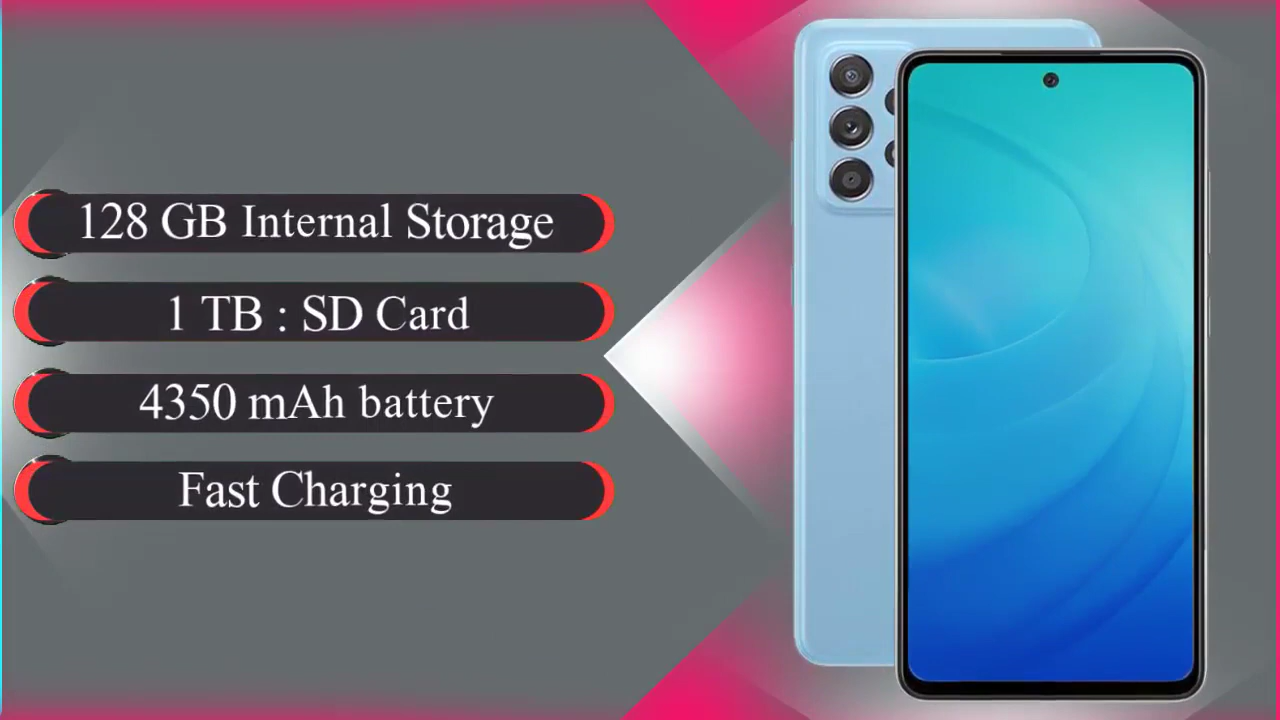 128 GB Internal Storage
1 TB : SD Card
4350 mAh battery
Fast Charging